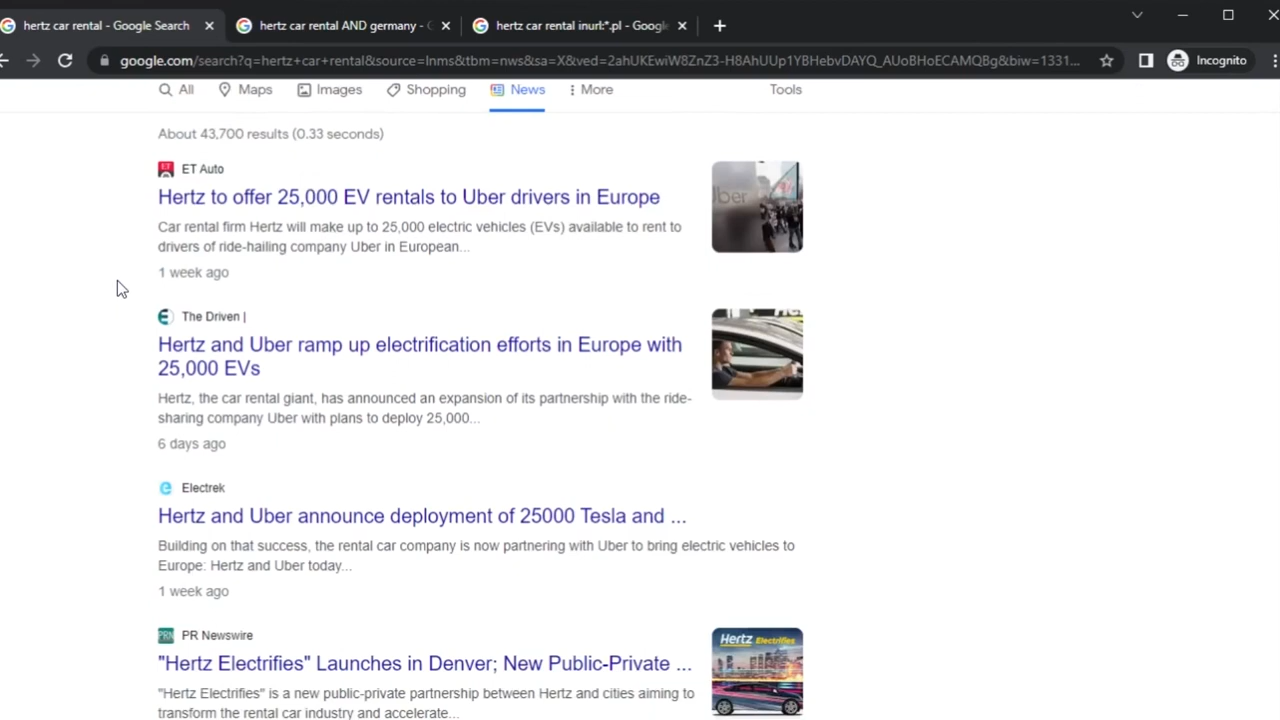 hertz car rental - Google Search
hertz car rental AND germany -
hertz car rental inurl:*.pl - Google
google.com/search?q=hertz+car+rental&source=lnms&tbm=nws&sa=X&ved=2ahUKEwiW8ZnZ3-H8AhUUp1YBHebvDAYQ_AUoBHoECAMQBg&biw=1331...
Incognito
All
Maps
Images
Shopping
News
More
Tools
About 43,700 results (0.33 seconds)
ET Auto
Hertz to offer 25,000 EV rentals to Uber drivers in Europe
Car rental firm Hertz will make up to 25,000 electric vehicles (EVs) available to rent to
drivers of ride-hailing company Uber in European...
1 week ago
The Driven |
Hertz and Uber ramp up electrification efforts in Europe with
25,000 EVs
Hertz, the car rental giant, has announced an expansion of its partnership with the ride-
sharing company Uber with plans to deploy 25,000...
6 days ago
Electrek
Hertz and Uber announce deployment of 25000 Tesla and ...
Building on that success, the rental car company is now partnering with Uber to bring electric vehicles to
Europe: Hertz and Uber today...
1 week ago
PR Newswire
"Hertz Electrifies" Launches in Denver; New Public-Private ...
"Hertz Electrifies" is a new public-private partnership between Hertz and cities aiming to
transform the rental car industry and accelerate...
Hertz Electrifies